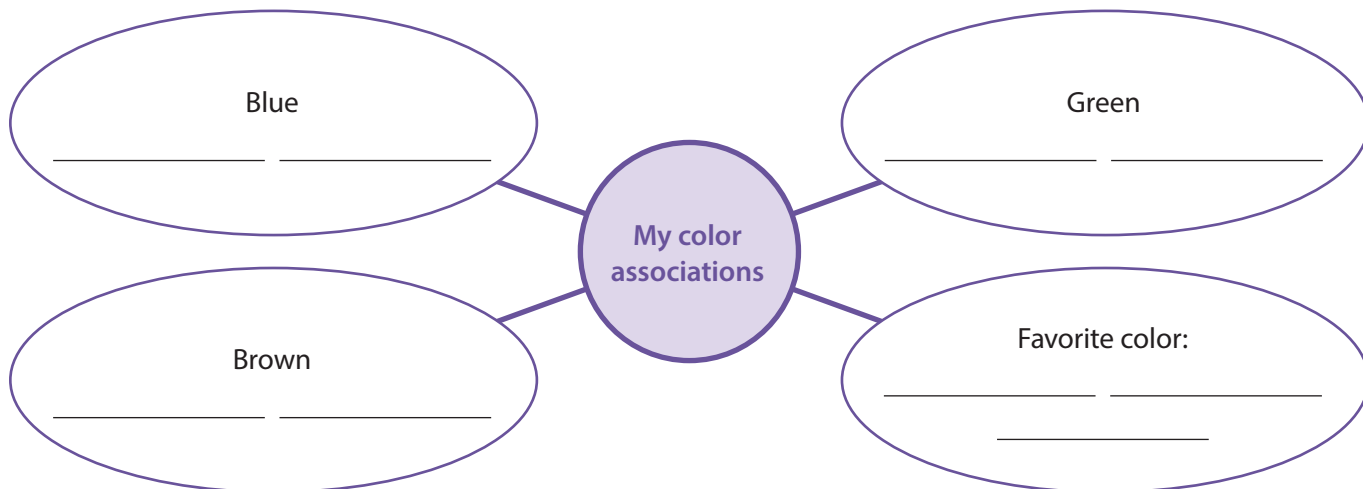 Blue
Green
My color
associations
Brown
Favorite color: